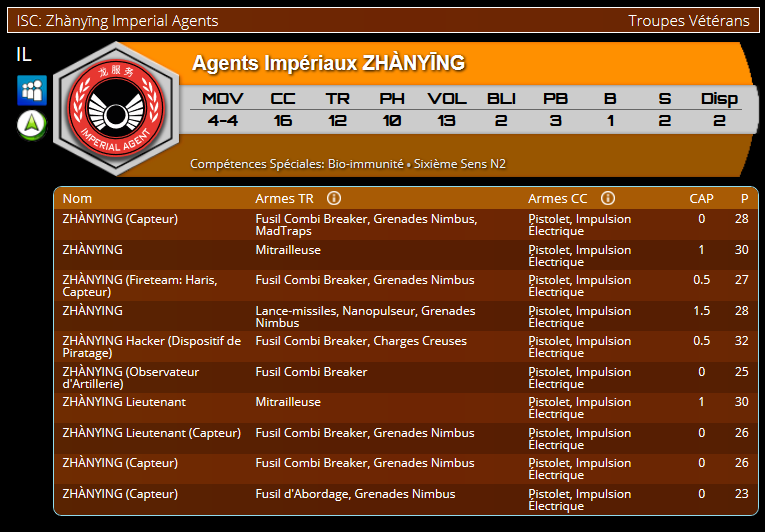 ISC: Zhànyīng Imperial Agents Troupes Vétérans
IL
Agents Impériaux ZHÀNYĪNG
龙服务
IMPERIAL AGENT
MOV CC TR PH VOL BLI PB B S Disp
4-4 16 12 10 13 2 3 1 2 2
Compétences Spéciales: Bio-immunité • Sixième Sens N2
Nom Armes TR Armes CC CAP P
ZHÀNYING (Capteur) Fusil Combi Breaker, Grenades Nimbus, Pistolet, Impulsion 0 28
MadTraps Électrique
ZHÀNYING Mitrailleuse Pistolet, Impulsion 1 30
Électrique
ZHÀNYING (Fireteam: Haris, Fusil Combi Breaker, Grenades Nimbus Pistolet, Impulsion 0.5 27
Capteur) Électrique
ZHÀNYING Lance-missiles, Nanopulseur, Grenades Pistolet, Impulsion 1.5 28
Nimbus Électrique
ZHÀNYING Hacker (Dispositif de Fusil Combi Breaker, Charges Creuses Pistolet, Impulsion 0.5 32
Piratage) Électrique
ZHÀNYING (Observateur Fusil Combi Breaker Pistolet, Impulsion 0 25
d'Artillerie) Électrique
ZHÀNYING Lieutenant Mitrailleuse Pistolet, Impulsion 1 30
Électrique
ZHÀNYING Lieutenant (Capteur) Fusil Combi Breaker, Grenades Nimbus Pistolet, Impulsion 0 26
Électrique
ZHÀNYING (Capteur) Fusil Combi Breaker, Grenades Nimbus Pistolet, Impulsion 0 26
Électrique
ZHÀNYING (Capteur) Fusil d'Abordage, Grenades Nimbus Pistolet, Impulsion 0 23
Électrique